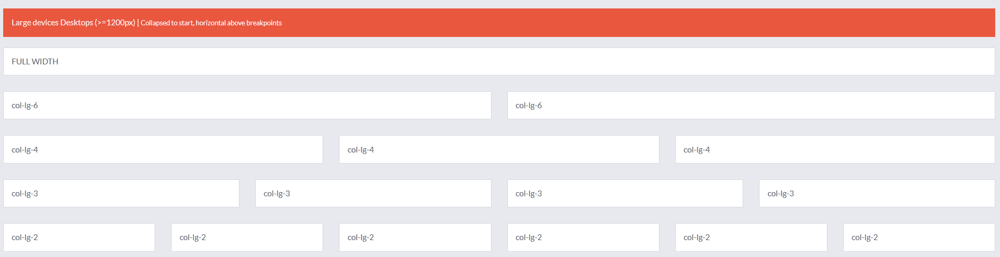 Large devices Desktops (>=1200px) | Collapsed to start, horizontal above breakpoints
FULL WIDTH
col-lg-6 col-lg-6
col-lg-4 col-lg-4 col-lg-4
col-lg-3 col-lg-3 col-lg-3 col-lg-3
col-lg-2 col-lg-2 col-lg-2 col-lg-2 col-lg-2 col-lg-2